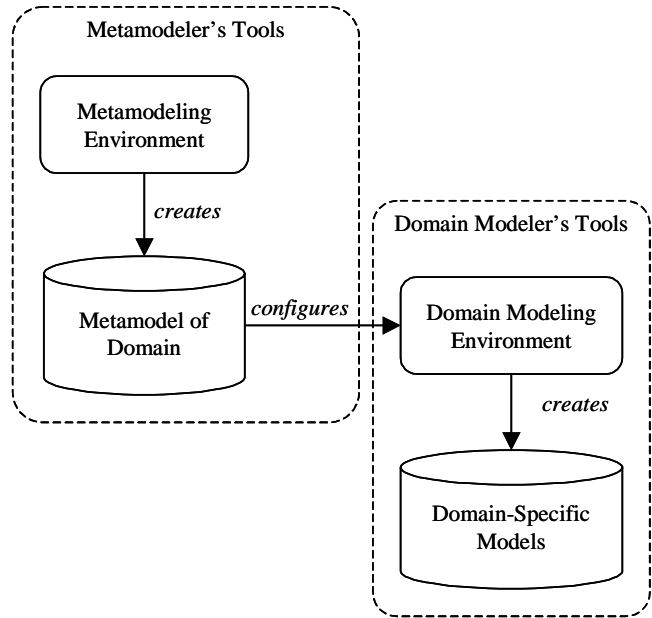 Metamodeler's Tools
Metamodeling
Environment
creates
Metamodel of
Domain
configures
Domain Modeler's Tools
Domain Modeling
Environment
creates
Domain-Specific
Models